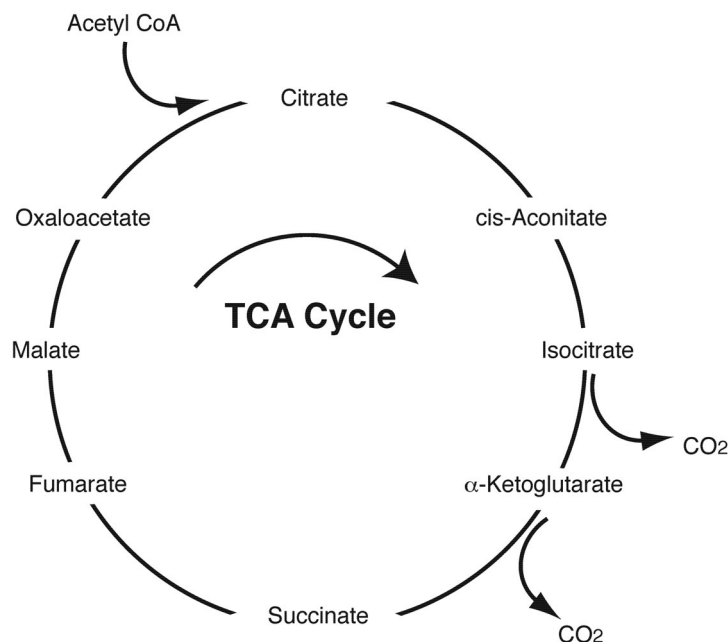 Acetyl CoA
Citrate
Oxaloacetate
cis-Aconitate
TCA Cycle
Malate
Isocitrate
CO2
Fumarate
α-Ketoglutarate
Succinate
CO2